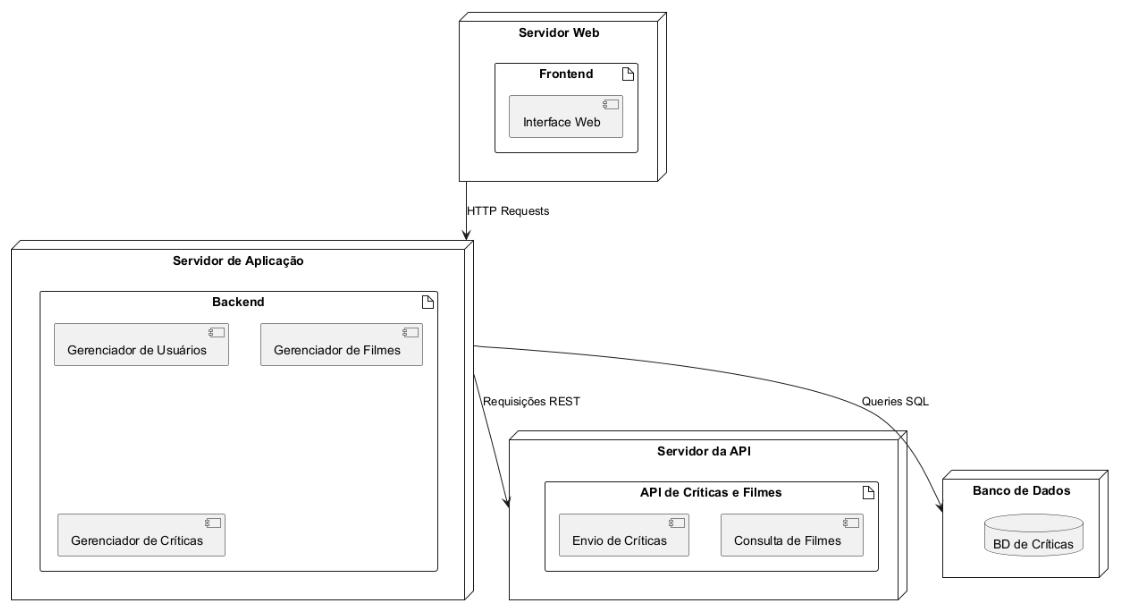 Servidor Web
Frontend
Interface Web
HTTP Requests
Servidor de Aplicação
Backend
Gerenciador de Usuários
Gerenciador de Filmes
Gerenciador de Críticas
Requisições REST
Queries SQL
Servidor da API
API de Críticas e Filmes
Envio de Críticas
Consulta de Filmes
Banco de Dados
BD de Críticas